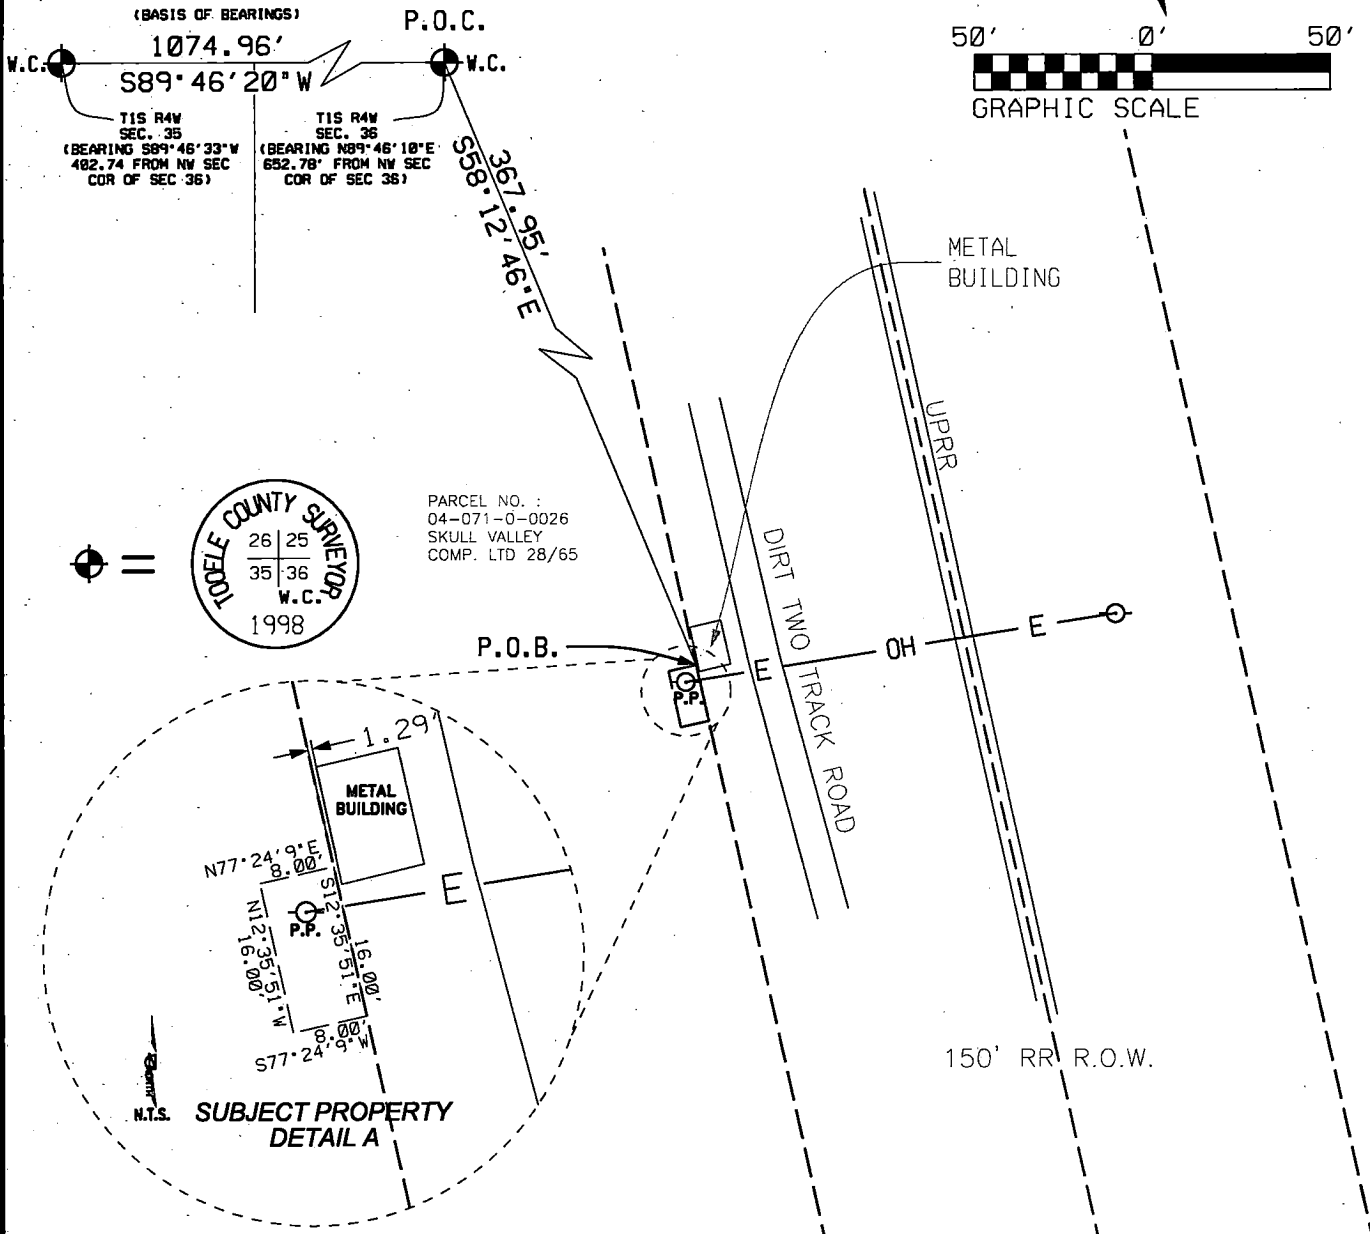 (BASIS OF BEARINGS)
P.O.C.
1074.96'
W.C.
W.C.
S89°46'20"W
T1S R4W
SEC. 35
(BEARING S89°46'33"W
402.74 FROM NW SEC
COR OF SEC 36)
T1S R4W
SEC. 36
(BEARING N89°46'10"E
652.78' FROM NW SEC
COR OF SEC 36)
367.95'
S58°12'46"E
50' 0' 50'
GRAPHIC SCALE
METAL
BUILDING
UPRR
TOOELE COUNTY SURVEYOR
26 25
35 36
W.C.
1998
PARCEL NO. :
04-071-0-0026
SKULL VALLEY
COMP. LTD 28/65
DIRT TWO TRACK ROAD
P.O.B.
P.P.
E OH E
1.29'
METAL
BUILDING
N77°24'9"E
8.00'
S12°35'51"E
16.00'
N12°35'51"W
16.00'
P.P.
E
8.00'
S77°24'9"W
N.T.S.
SUBJECT PROPERTY
DETAIL A
150' RR R.O.W.